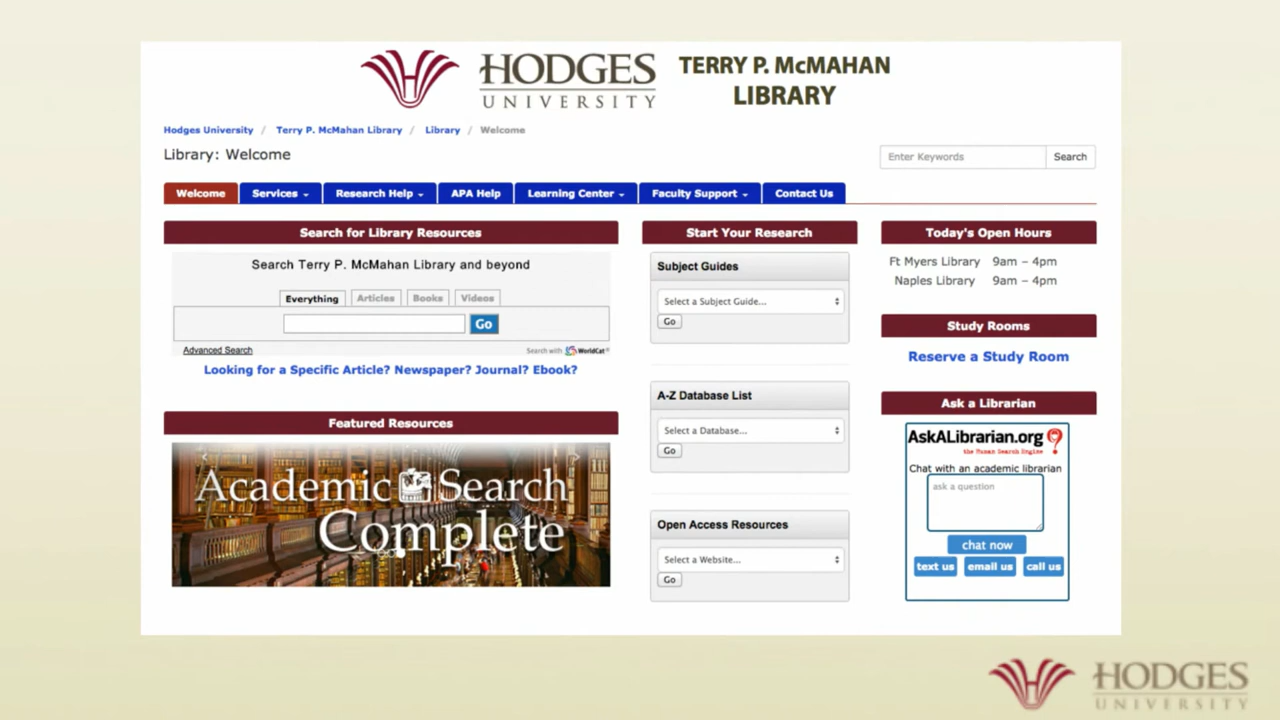 HODGES
UNIVERSITY
TERRY P. McMAHAN
LIBRARY
Hodges University / Terry P. McMahan Library / Library / Welcome
Library: Welcome
Enter Keywords
Search
Welcome
Services
Research Help
APA Help
Learning Center
Faculty Support
Contact Us
Search for Library Resources
Search Terry P. McMahan Library and beyond
Everything
Articles
Books
Videos
Go
Advanced Search
Search with WorldCat
Looking for a Specific Article? Newspaper? Journal? Ebook?
Featured Resources
Academic Search
Complete
Start Your Research
Subject Guides
Select a Subject Guide...
Go
A-Z Database List
Select a Database...
Go
Open Access Resources
Select a Website...
Go
Today's Open Hours
Ft Myers Library 9am – 4pm
Naples Library 9am – 4pm
Study Rooms
Reserve a Study Room
Ask a Librarian
AskALibrarian.org
the Human Search Engine
Chat with an academic librarian
ask a question
chat now
text us
email us
call us
HODGES
UNIVERSITY